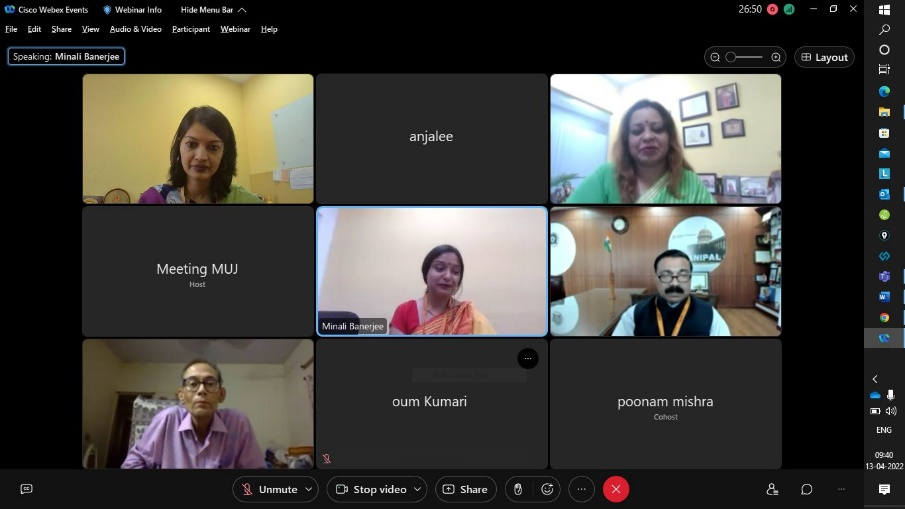 Cisco Webex Events
Webinar Info
Hide Menu Bar
26:50
File Edit Share View Audio & Video Participant Webinar Help
Speaking: Minali Banerjee
Layout
anjalee
Meeting MUJ
Host
Minali Banerjee
NIPAL
oum Kumari
poonam mishra
Cohost
ENG
09:40
13-04-2022
Unmute
Stop video
Share